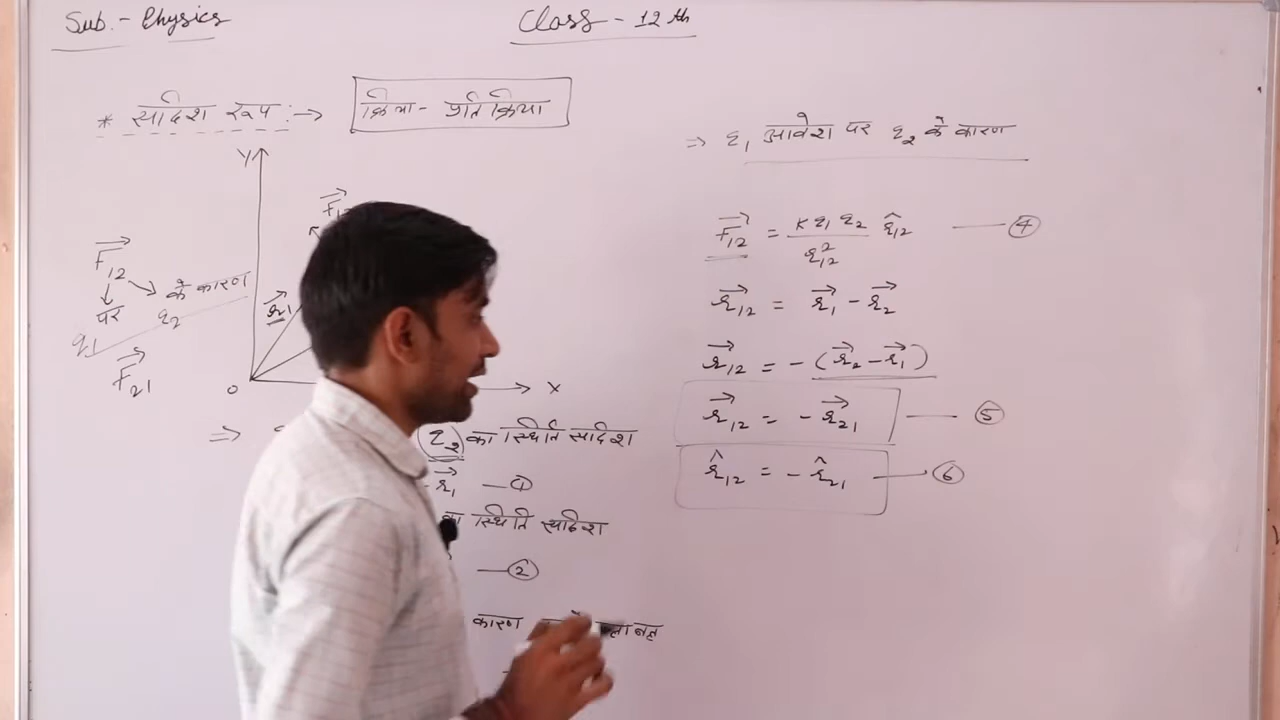 Sub. - Physics
Class - 12th
* सदिश रूप :→ क्रिया - प्रतिक्रिया
Y
F₁₂
r₁
O
X
F₁₂
पर के कारण
q₁ q₂
F₂₁
⇒ q₂ का स्थिति सदिश
- r₁ — ①
का स्थिति सदिश
— ②
कारण
⇒ q₁ आवेश पर q₂ के कारण
F₁₂ = K q₁ q₂ / r₁₂² r̂₁₂ — ④
r₁₂ = r₁ - r₂
r₁₂ = - (r₂ - r₁)
r₁₂ = - r₂₁ — ⑤
r̂₁₂ = - r̂₂₁ — ⑥